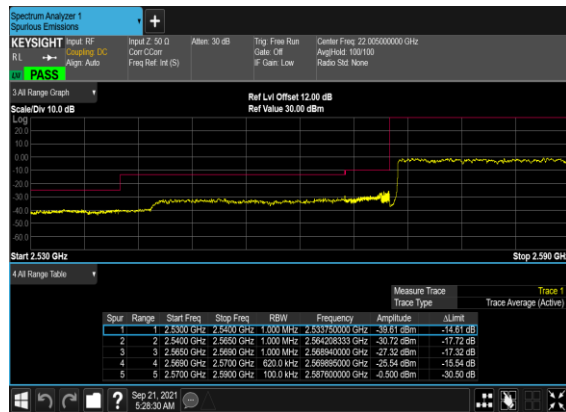 Spectrum Analyzer 1
Spurious Emissions
+
KEYSIGHT Input: RF Input Z: 50 Ω Atten: 30 dB Trig: Free Run Center Freq: 22.005000000 GHz
RL Coupling: DC Corr CCorr Gate: Off Avg|Hold: 100/100
Align: Auto Freq Ref: Int (S) IF Gain: Low Radio Std: None
LXI PASS
3 All Range Graph
Ref Lvl Offset 12.00 dB
Scale/Div 10.0 dB Ref Value 30.00 dBm
Log
20.0
10.0
0.00
-10.0
-20.0
-30.0
-40.0
-50.0
-60.0
Start 2.530 GHz Stop 2.590 GHz
4 All Range Table
Measure Trace Trace 1
Trace Type Trace Average (Active)
Spur Range Start Freq Stop Freq RBW Frequency Amplitude ΔLimit
1 1 2.5300 GHz 2.5400 GHz 1.000 MHz 2.533750000 GHz -39.61 dBm -14.61 dB
2 2 2.5400 GHz 2.5650 GHz 1.000 MHz 2.564208333 GHz -30.72 dBm -17.72 dB
3 3 2.5650 GHz 2.5690 GHz 1.000 MHz 2.568940000 GHz -27.32 dBm -17.32 dB
4 4 2.5690 GHz 2.5700 GHz 620.0 kHz 2.569895000 GHz -25.54 dBm -15.54 dB
5 5 2.5700 GHz 2.5900 GHz 100.0 kHz 2.587600000 GHz -0.500 dBm -30.50 dB
?
Sep 21, 2021
5:28:30 AM